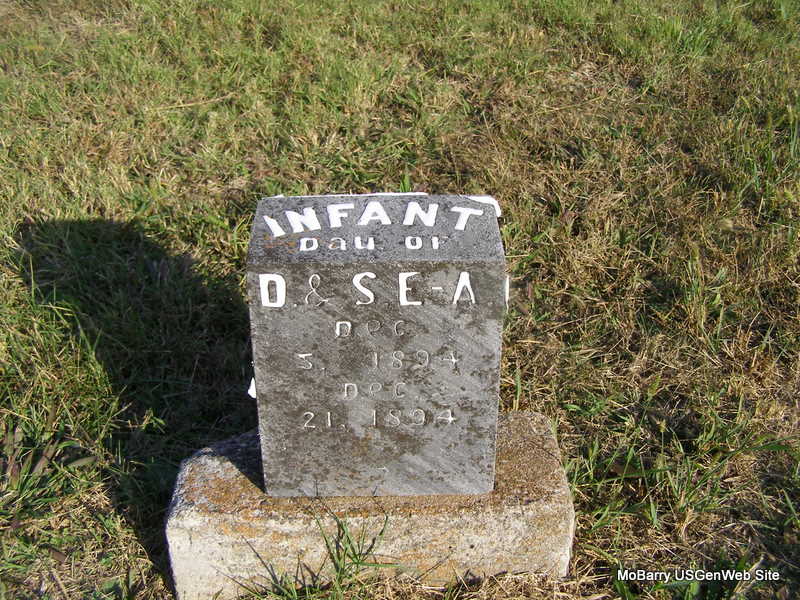 INFANT
Dau. of
D. & S. E-A
Dec.
5, 1894
Dec.
21, 1894
MoBarry USGenWeb Site